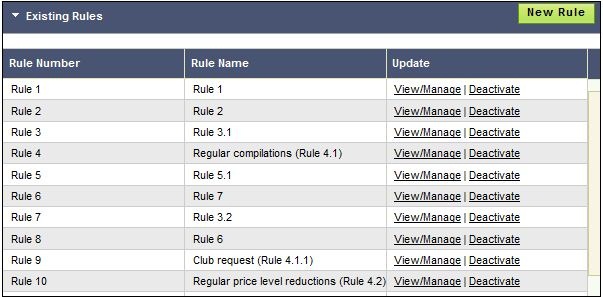 Existing Rules New Rule
Rule Number Rule Name Update
Rule 1 Rule 1 View/Manage | Deactivate
Rule 2 Rule 2 View/Manage | Deactivate
Rule 3 Rule 3.1 View/Manage | Deactivate
Rule 4 Regular compilations (Rule 4.1) View/Manage | Deactivate
Rule 5 Rule 5.1 View/Manage | Deactivate
Rule 6 Rule 7 View/Manage | Deactivate
Rule 7 Rule 3.2 View/Manage | Deactivate
Rule 8 Rule 6 View/Manage | Deactivate
Rule 9 Club request (Rule 4.1.1) View/Manage | Deactivate
Rule 10 Regular price level reductions (Rule 4.2) View/Manage | Deactivate